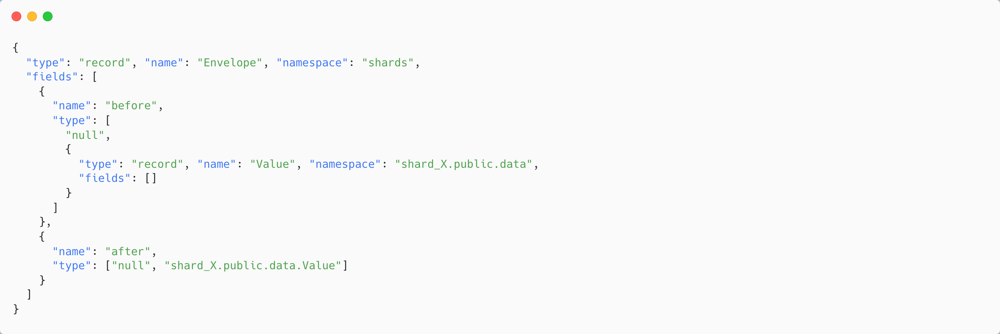 {
  "type": "record", "name": "Envelope", "namespace": "shards",
  "fields": [
    {
      "name": "before",
      "type": [
        "null",
        {
          "type": "record", "name": "Value", "namespace": "shard_X.public.data",
          "fields": []
        }
      ]
    },
    {
      "name": "after",
      "type": ["null", "shard_X.public.data.Value"]
    }
  ]
}